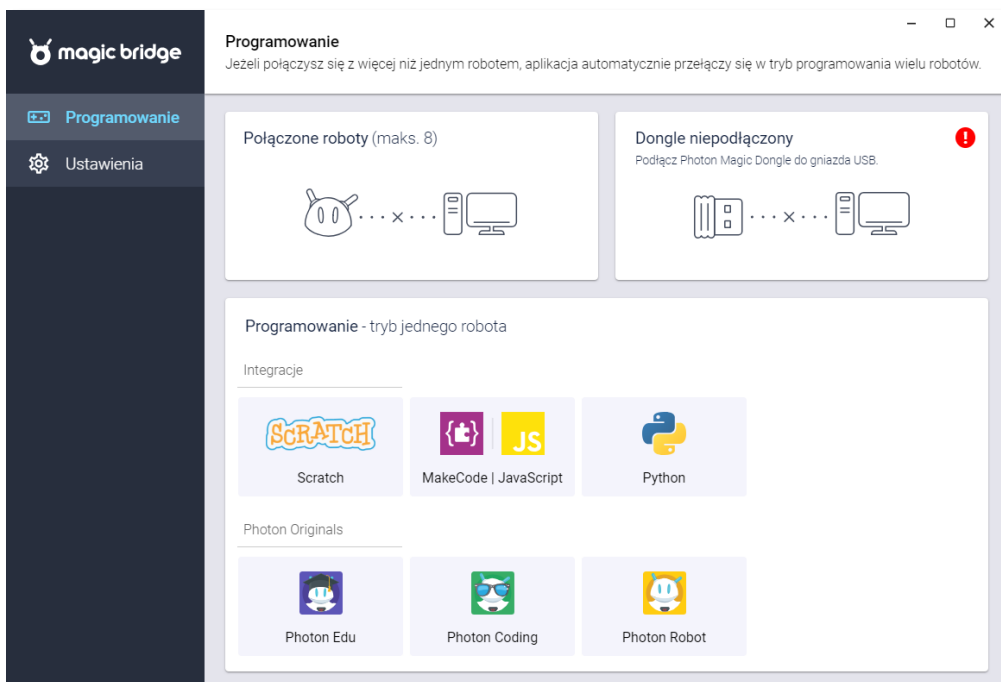 magic bridge
Programowanie
Jeżeli połączysz się z więcej niż jednym robotem, aplikacja automatycznie przełączy się w tryb programowania wielu robotów.
Programowanie
Ustawienia
Połączone roboty (maks. 8)
Dongle niepodłączony
Podłącz Photon Magic Dongle do gniazda USB.
Programowanie - tryb jednego robota
Integracje
SCRATCH
JS
Scratch
MakeCode | JavaScript
Python
Photon Originals
Photon Edu
Photon Coding
Photon Robot